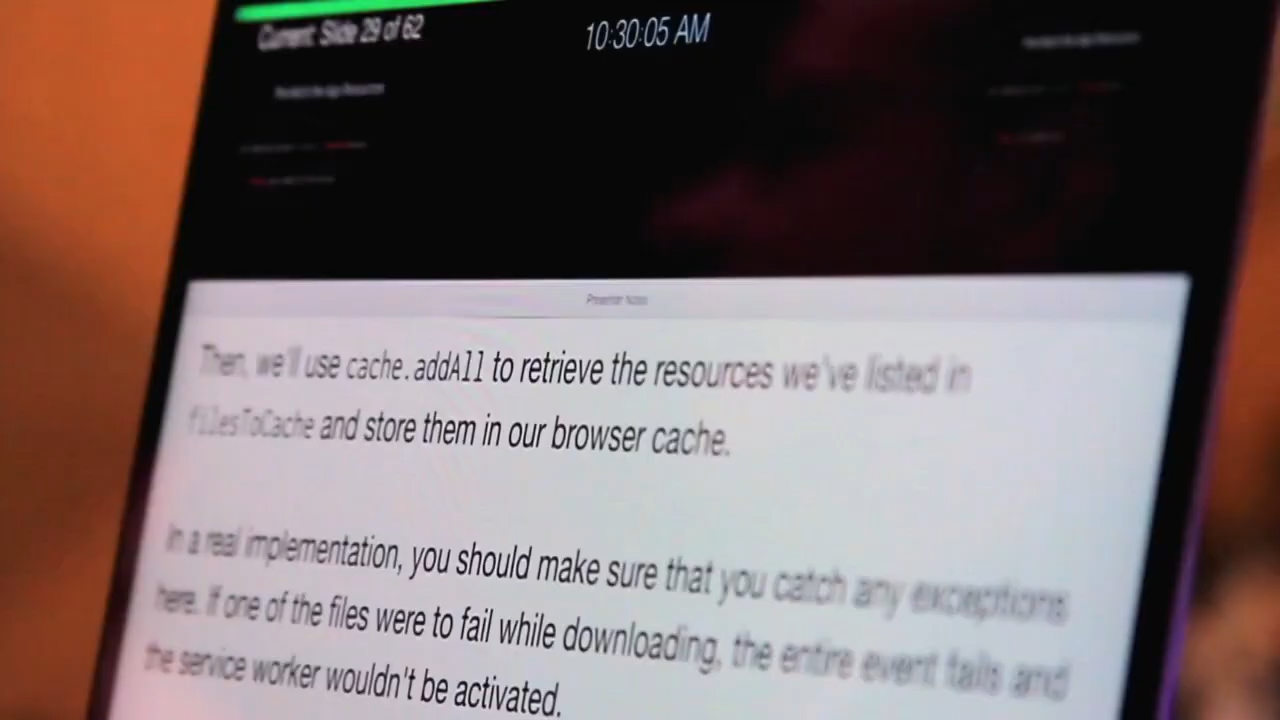 Current: Slide 29 of 62
10:30:05 AM
Presenter Notes
Then, we'll use cache.addAll to retrieve the resources we've listed in
filesToCache and store them in our browser cache.
In a real implementation, you should make sure that you catch any exceptions
here. If one of the files were to fail while downloading, the entire event fails and
the service worker wouldn't be activated.